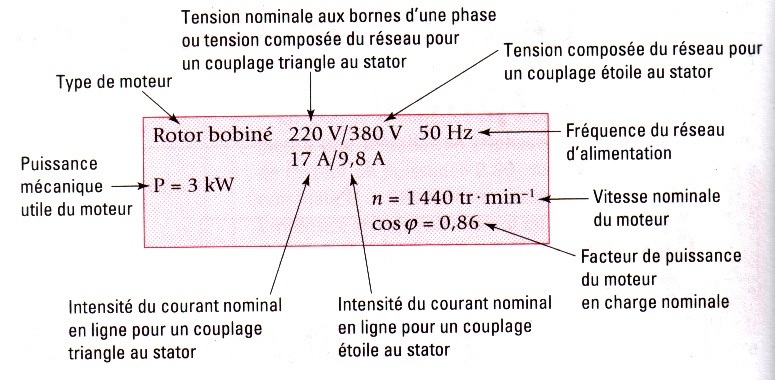 Tension nominale aux bornes d'une phase
ou tension composée du réseau pour
un couplage triangle au stator
Tension composée du réseau pour
un couplage étoile au stator
Type de moteur
Rotor bobiné 220 V/380 V 50 Hz
17 A/9,8 A
P = 3 kW
n = 1 440 tr · min⁻¹
cos φ = 0,86
Fréquence du réseau
d'alimentation
Puissance
mécanique
utile du moteur
Vitesse nominale
du moteur
Facteur de puissance
du moteur
en charge nominale
Intensité du courant nominal
en ligne pour un couplage
triangle au stator
Intensité du courant nominal
en ligne pour un couplage
étoile au stator